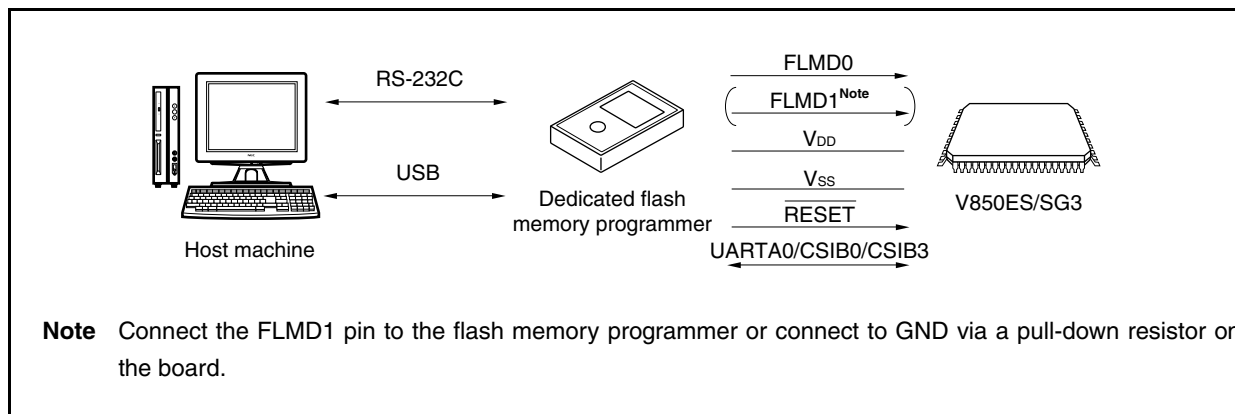 RS-232C
USB
Host machine
Dedicated flash
memory programmer
FLMD0
FLMD1Note
VDD
VSS
RESET
UARTA0/CSIB0/CSIB3
V850ES/SG3
Note Connect the FLMD1 pin to the flash memory programmer or connect to GND via a pull-down resistor on
the board.